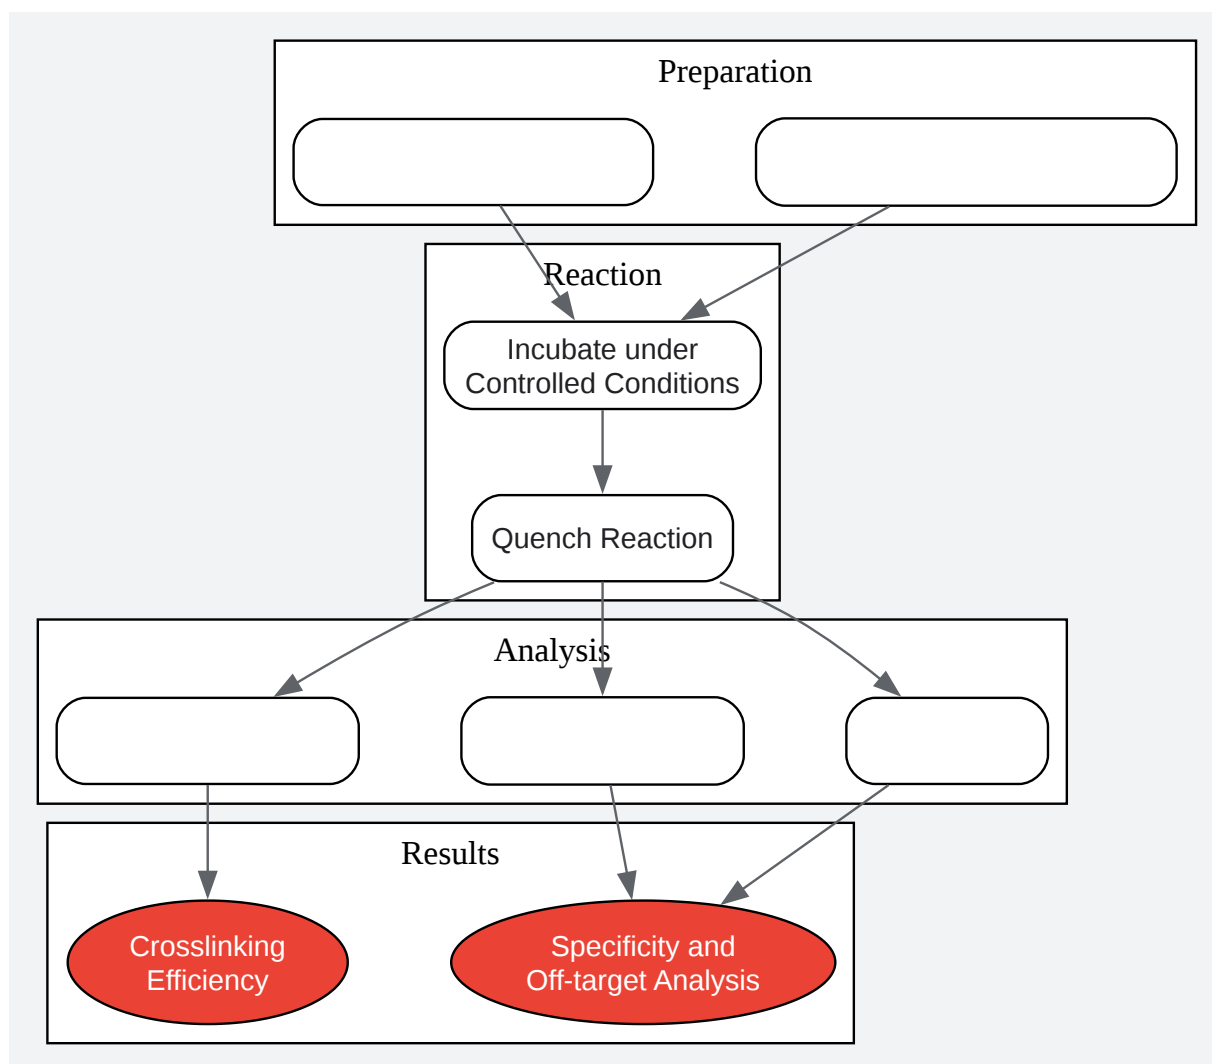 Preparation
Reaction
Incubate under
Controlled Conditions
Quench Reaction
Analysis
Results
Crosslinking
Efficiency
Specificity and
Off-target Analysis